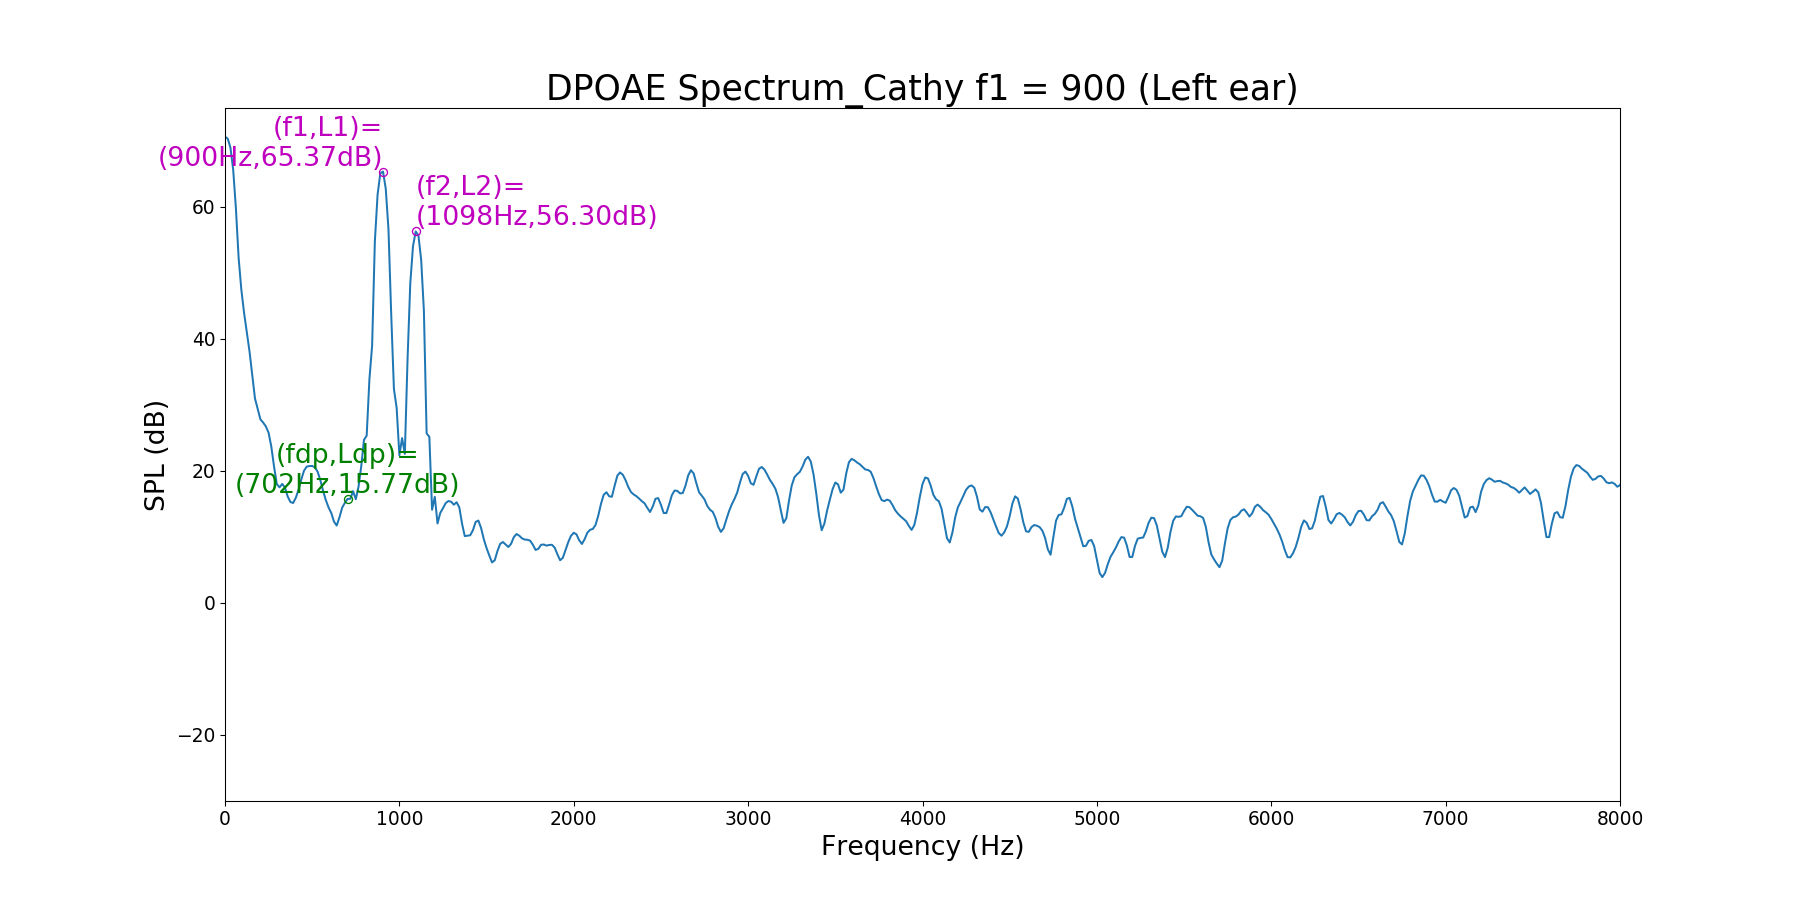 DPOAE Spectrum_Cathy f1 = 900 (Left ear)
(f1,L1)=
(900Hz,65.37dB)
(f2,L2)=
(1098Hz,56.30dB)
(fdp,Ldp)=
(702Hz,15.77dB)
SPL (dB)
60
40
20
0
−20
0 1000 2000 3000 4000 5000 6000 7000 8000
Frequency (Hz)